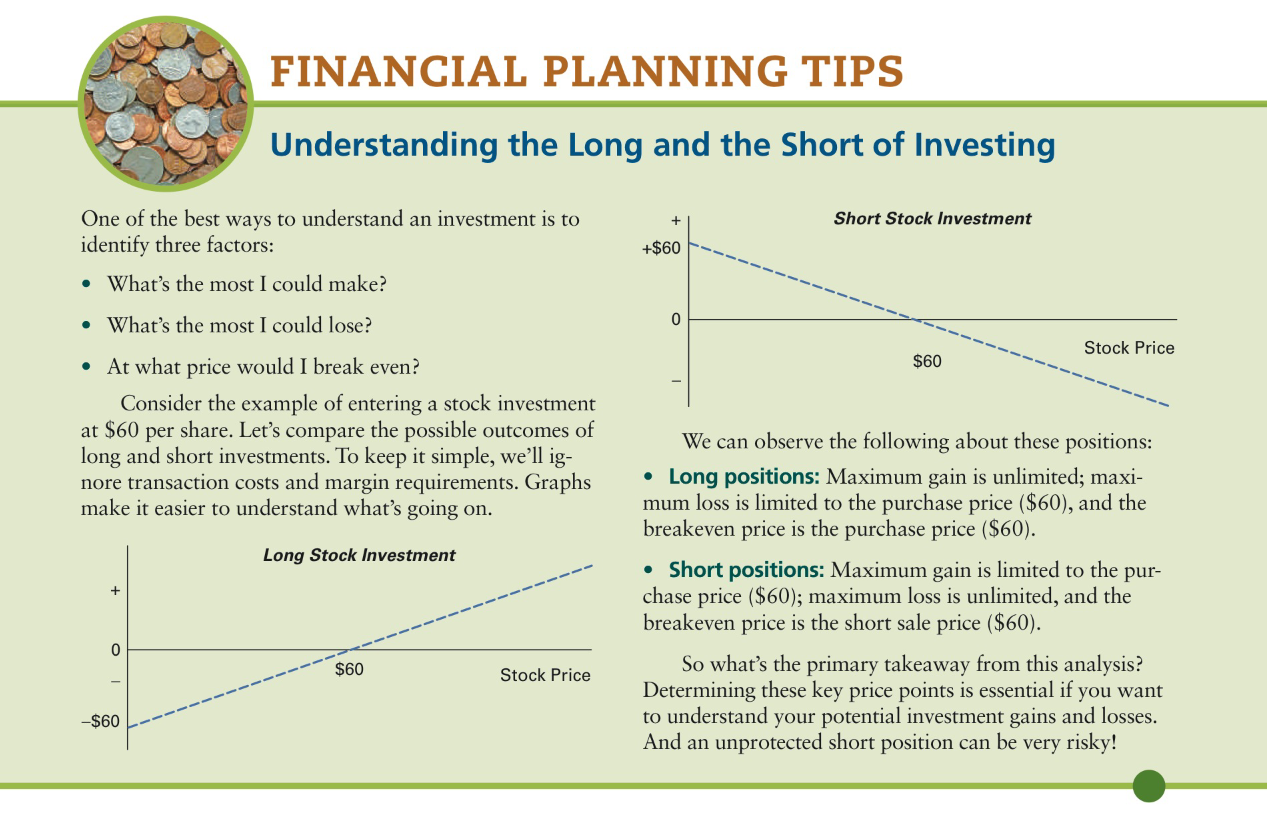 FINANCIAL PLANNING TIPS
Understanding the Long and the Short of Investing
One of the best ways to understand an investment is to
identify three factors:
• What’s the most I could make?
• What’s the most I could lose?
• At what price would I break even?
Consider the example of entering a stock investment
at $60 per share. Let’s compare the possible outcomes of
long and short investments. To keep it simple, we’ll ig-
nore transaction costs and margin requirements. Graphs
make it easier to understand what’s going on.
Long Stock Investment
+
0
$60
–
Stock Price
–$60
+
Short Stock Investment
+$60
0
Stock Price
$60
–
We can observe the following about these positions:
• Long positions: Maximum gain is unlimited; maxi-
mum loss is limited to the purchase price ($60), and the
breakeven price is the purchase price ($60).
• Short positions: Maximum gain is limited to the pur-
chase price ($60); maximum loss is unlimited, and the
breakeven price is the short sale price ($60).
So what’s the primary takeaway from this analysis?
Determining these key price points is essential if you want
to understand your potential investment gains and losses.
And an unprotected short position can be very risky!